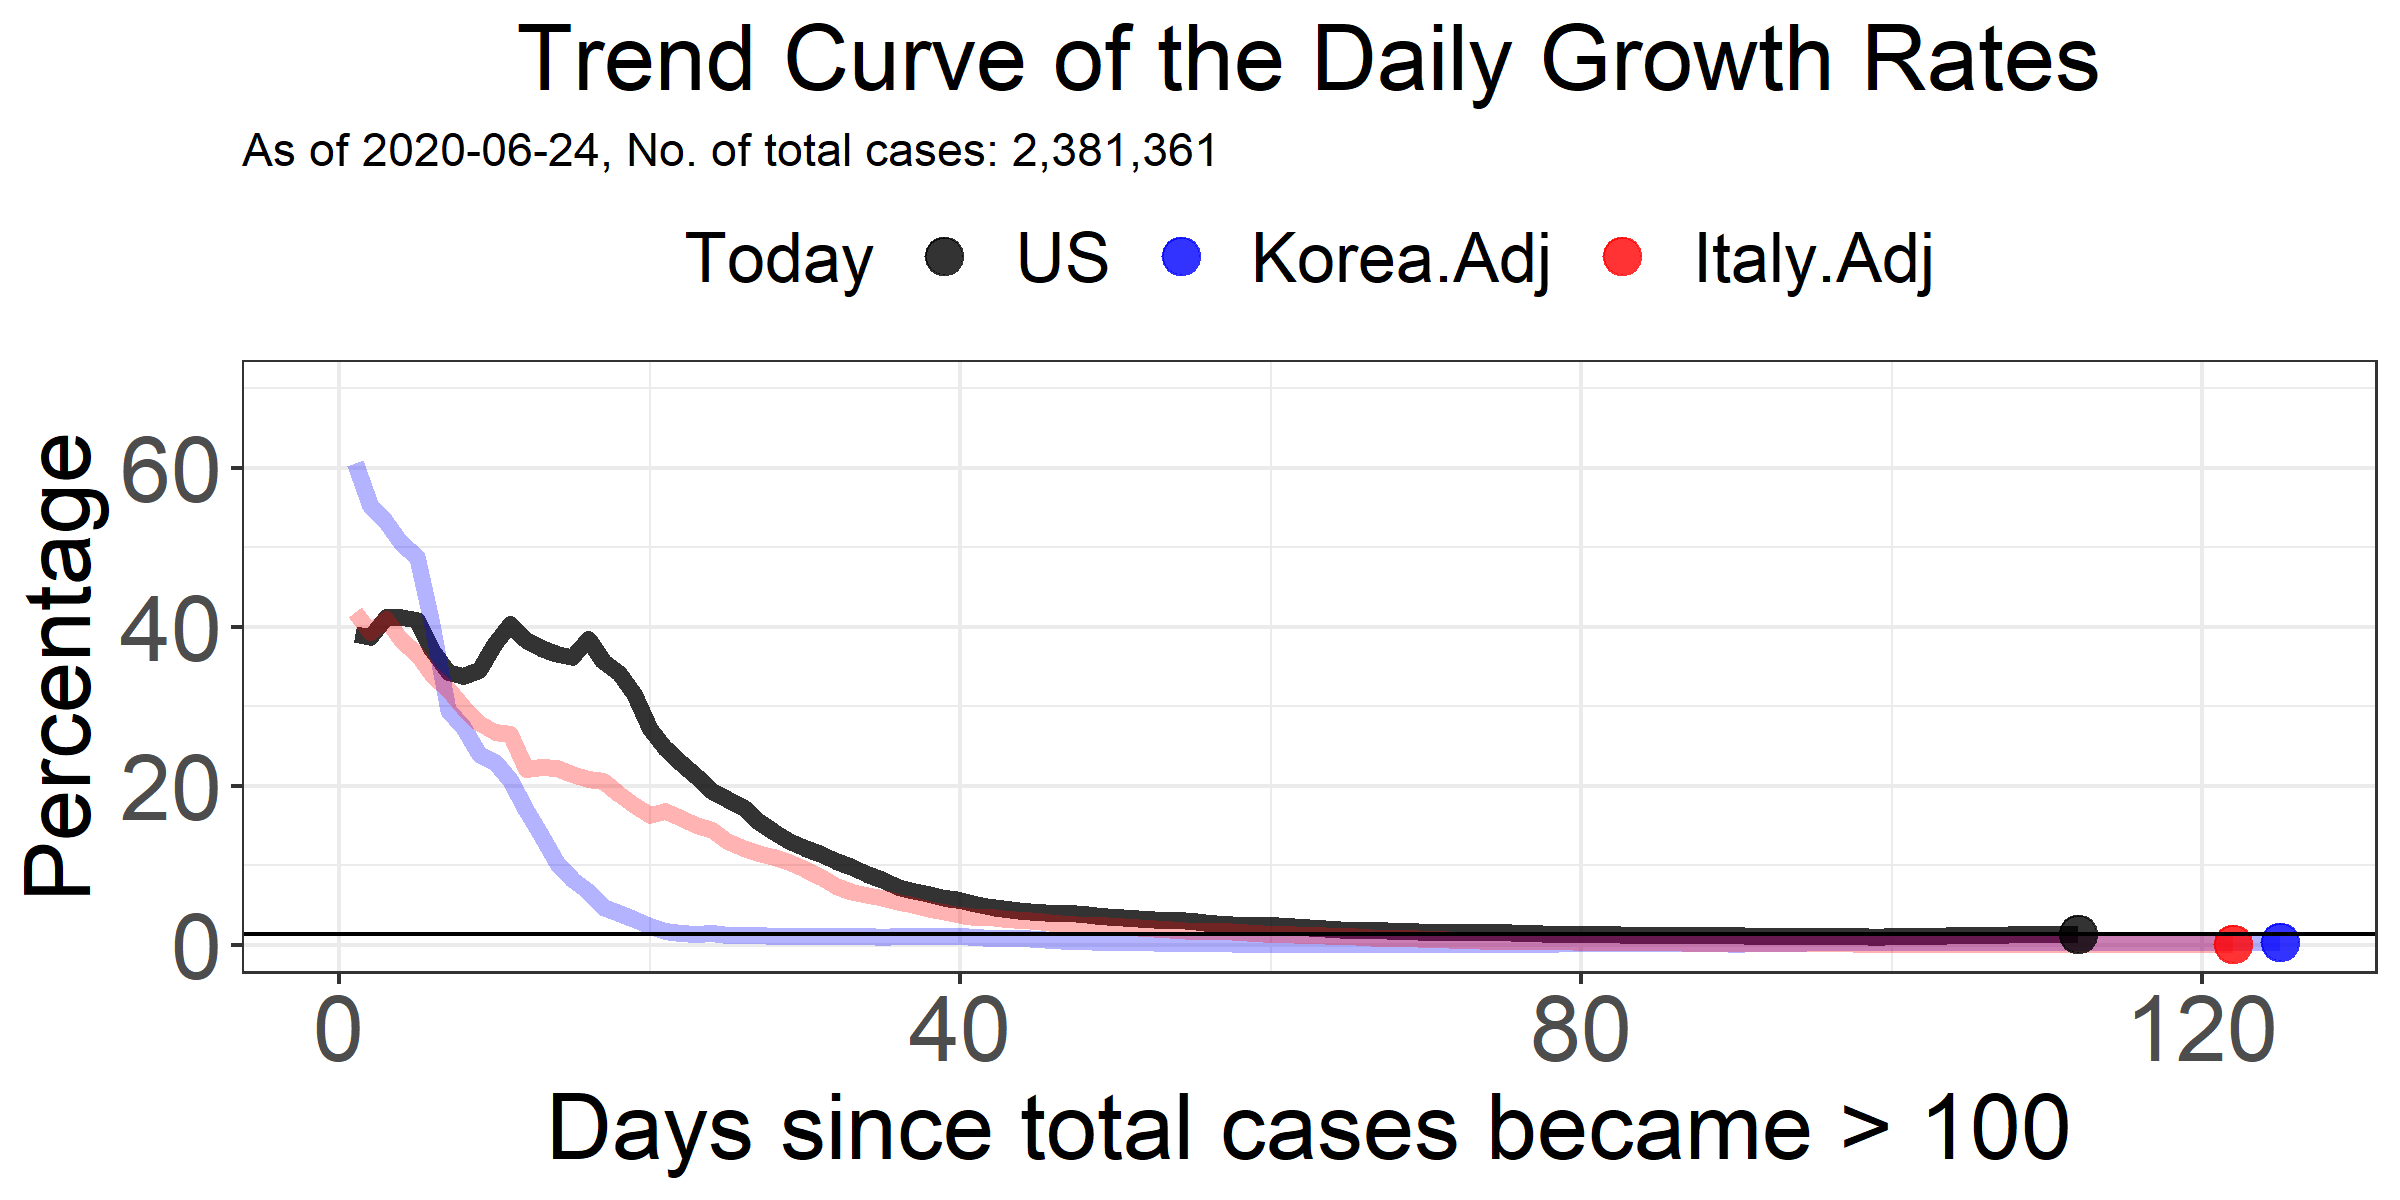 Trend Curve of the Daily Growth Rates
As of 2020-06-24, No. of total cases: 2,381,361
Today US Korea.Adj Italy.Adj
Percentage
60
40
20
0
0 40 80 120
Days since total cases became > 100